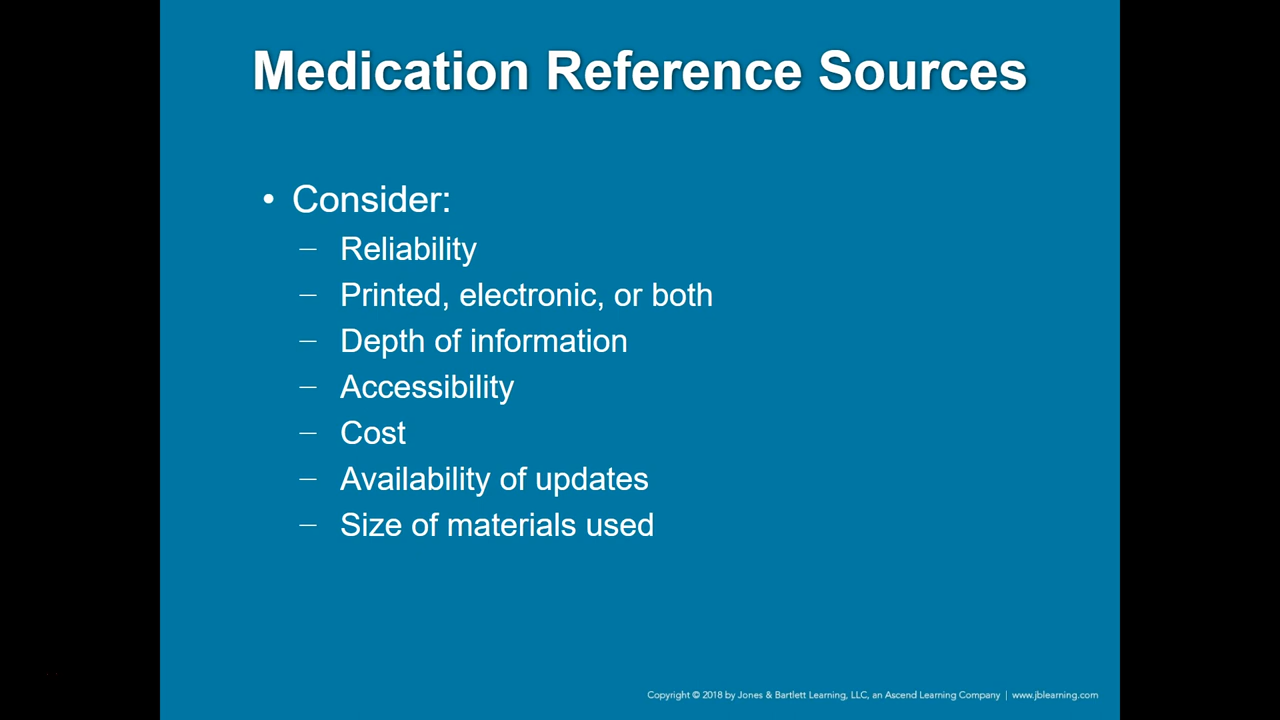 Medication Reference Sources
• Consider:
– Reliability
– Printed, electronic, or both
– Depth of information
– Accessibility
– Cost
– Availability of updates
– Size of materials used
Copyright © 2018 by Jones & Bartlett Learning, LLC, an Ascend Learning Company | www.jblearning.com